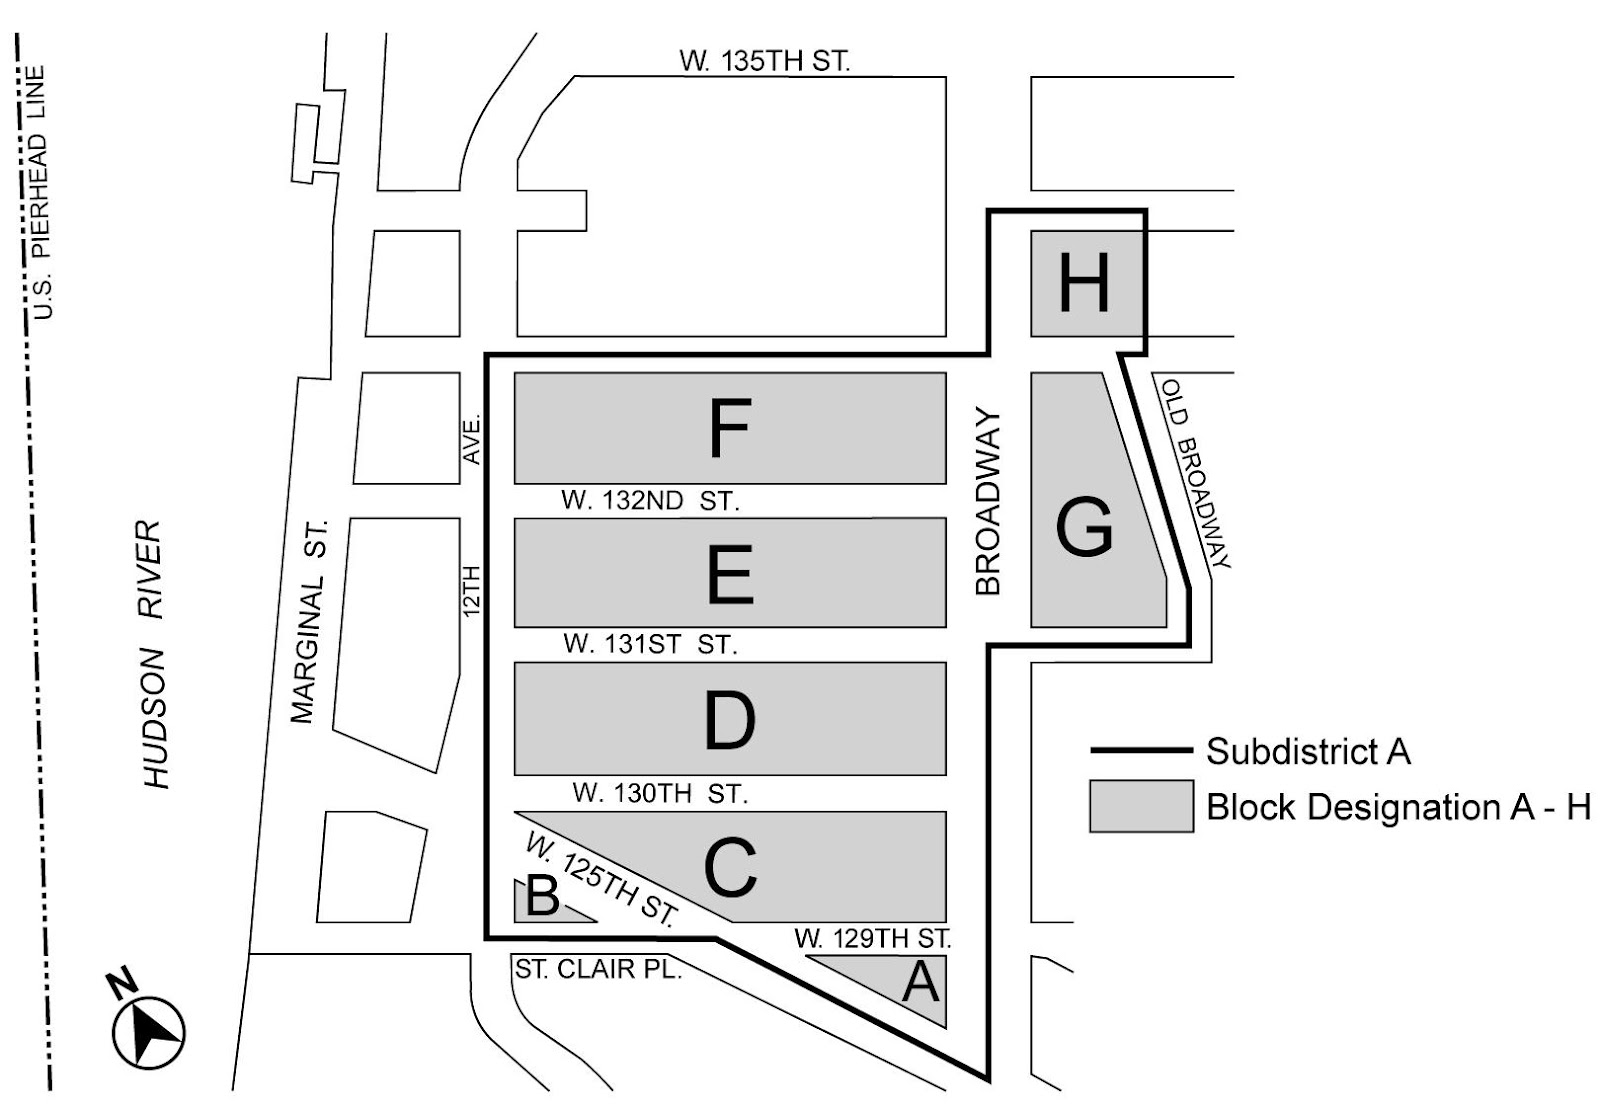 W. 135TH ST.
U.S. PIERHEAD LINE
H
OLD BROADWAY
F
12TH AVE.
BROADWAY
W. 132ND ST.
G
HUDSON RIVER
MARGINAL ST.
E
W. 131ST ST.
D
Subdistrict A
W. 130TH ST.
Block Designation A - H
C
W. 125TH ST.
B
W. 129TH ST.
ST. CLAIR PL.
A
N